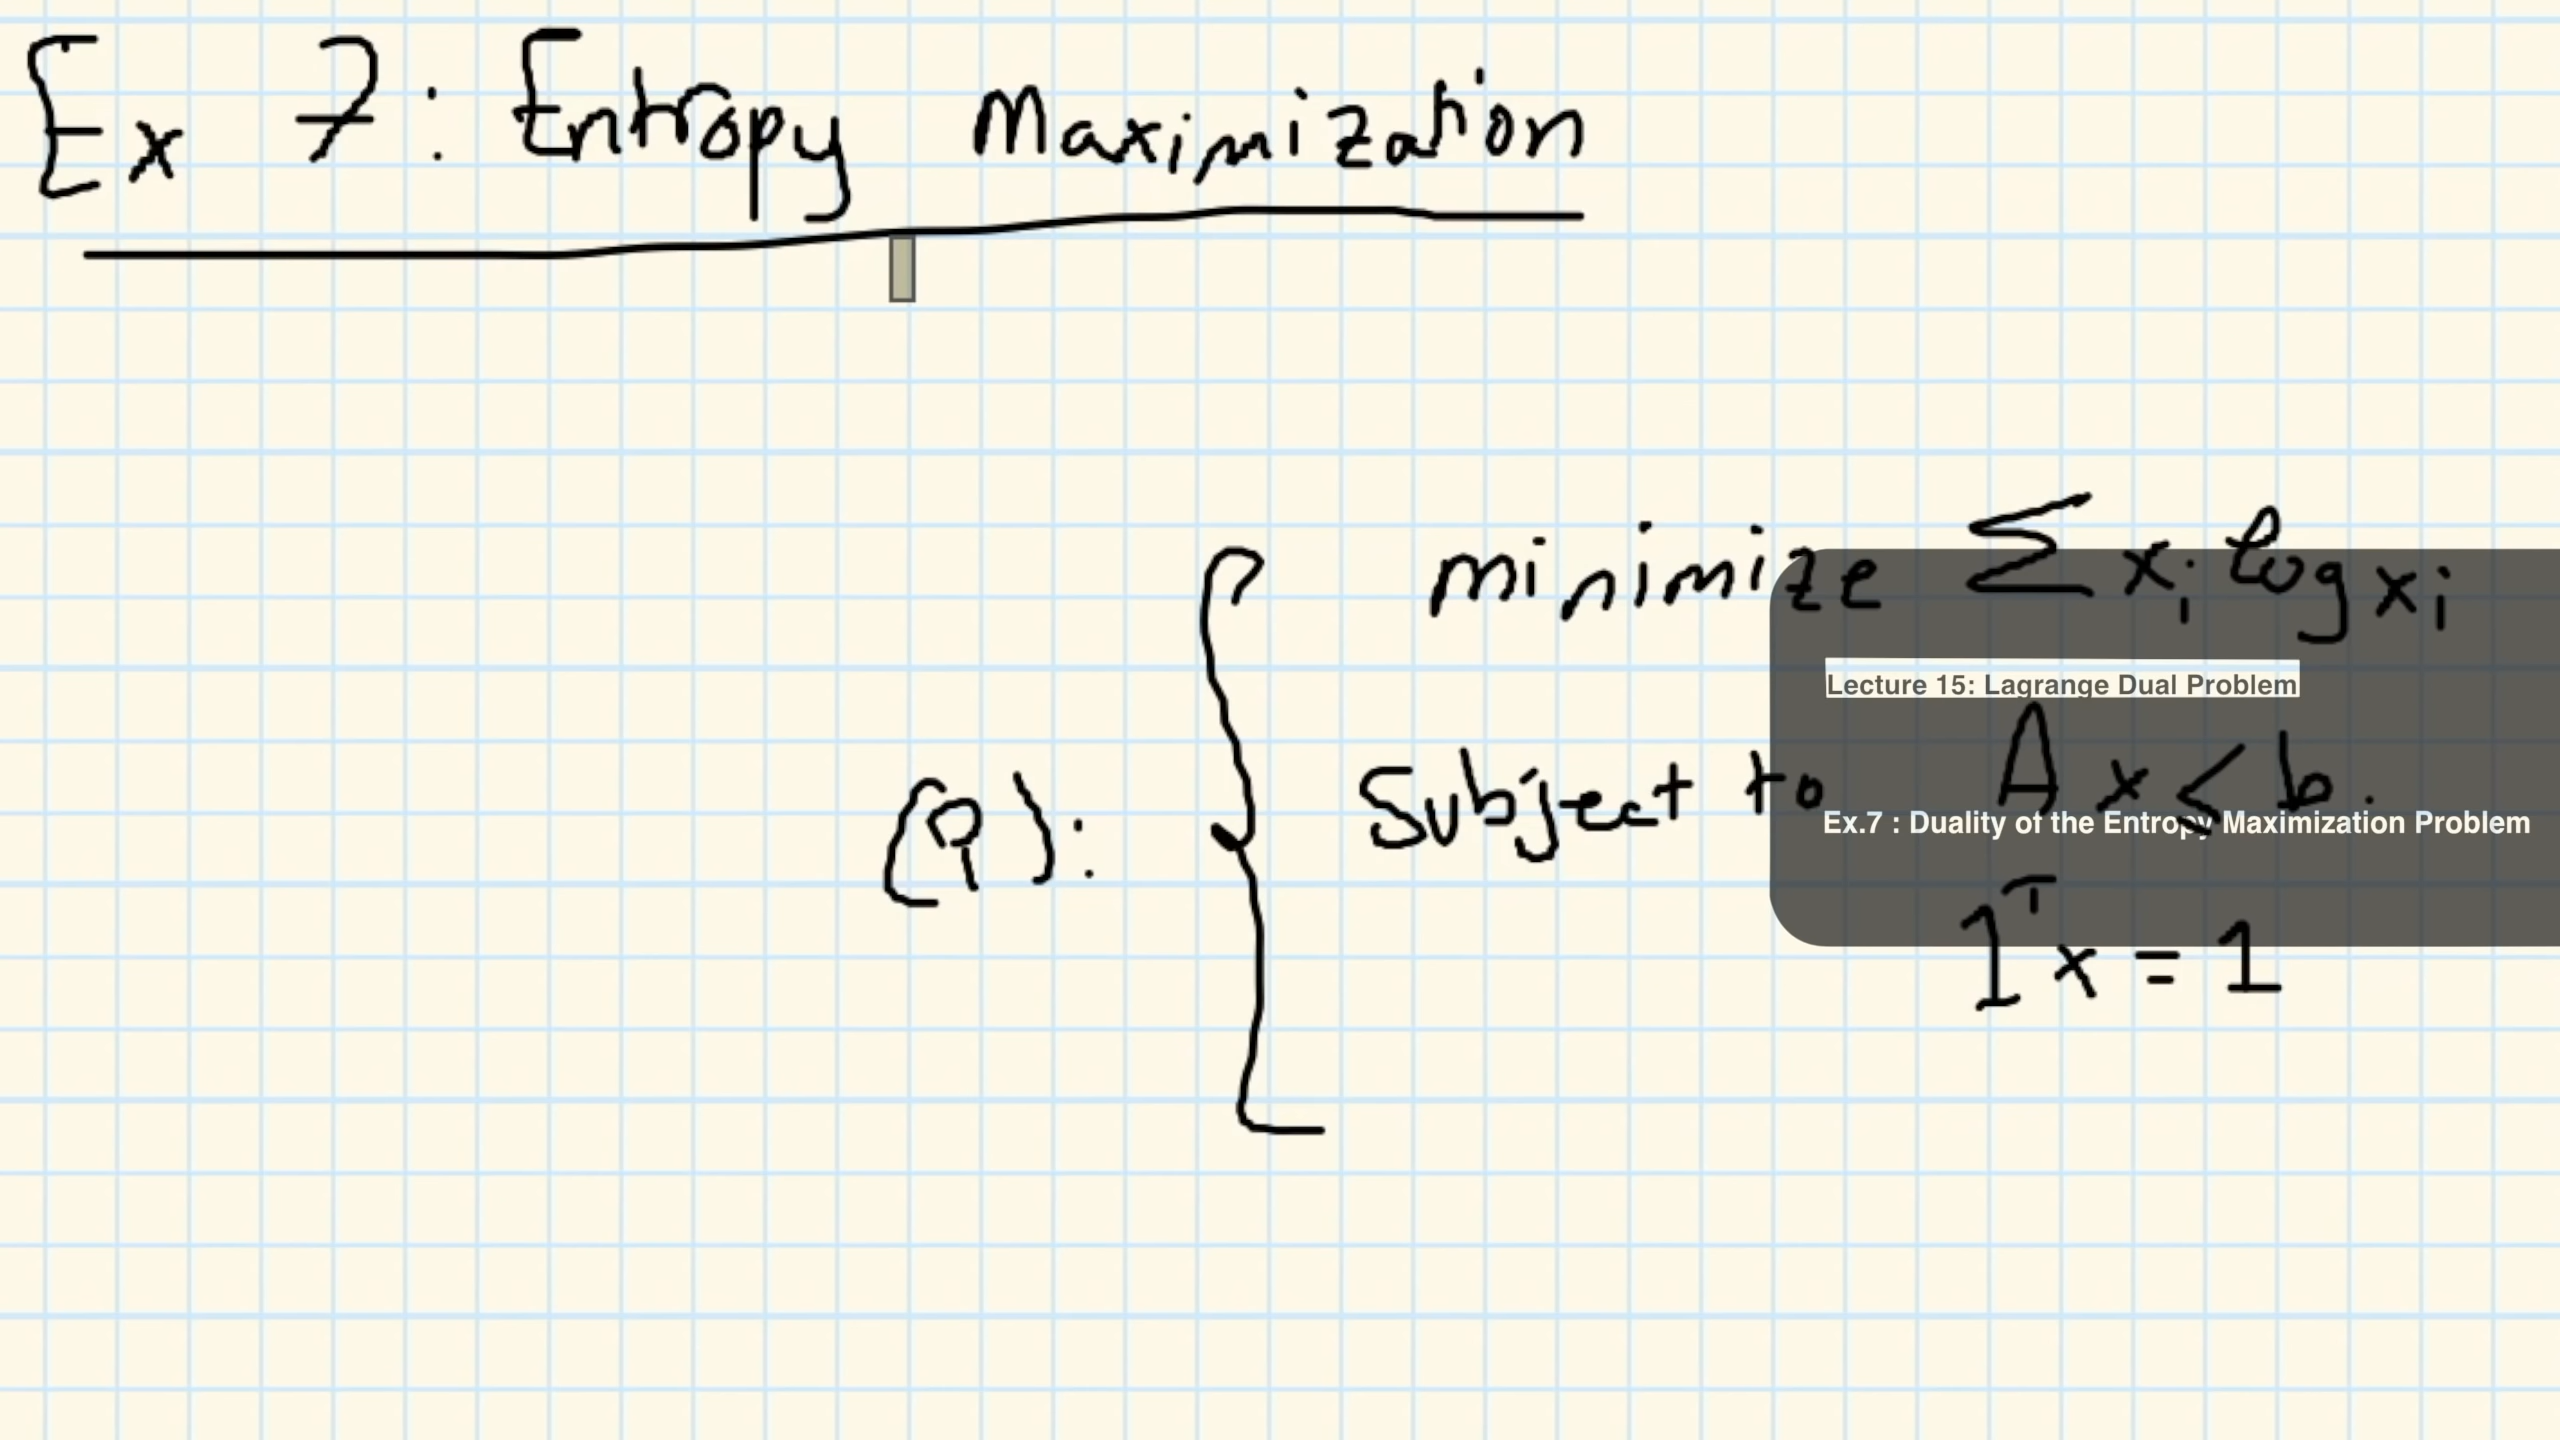 Ex 7: Entropy Maximization
minimize Σ xᵢ log xᵢ
Lecture 15: Lagrange Dual Problem
(P): Subject to Ax ≤ b.
Ex.7 : Duality of the Entropy Maximization Problem
1ᵀx = 1